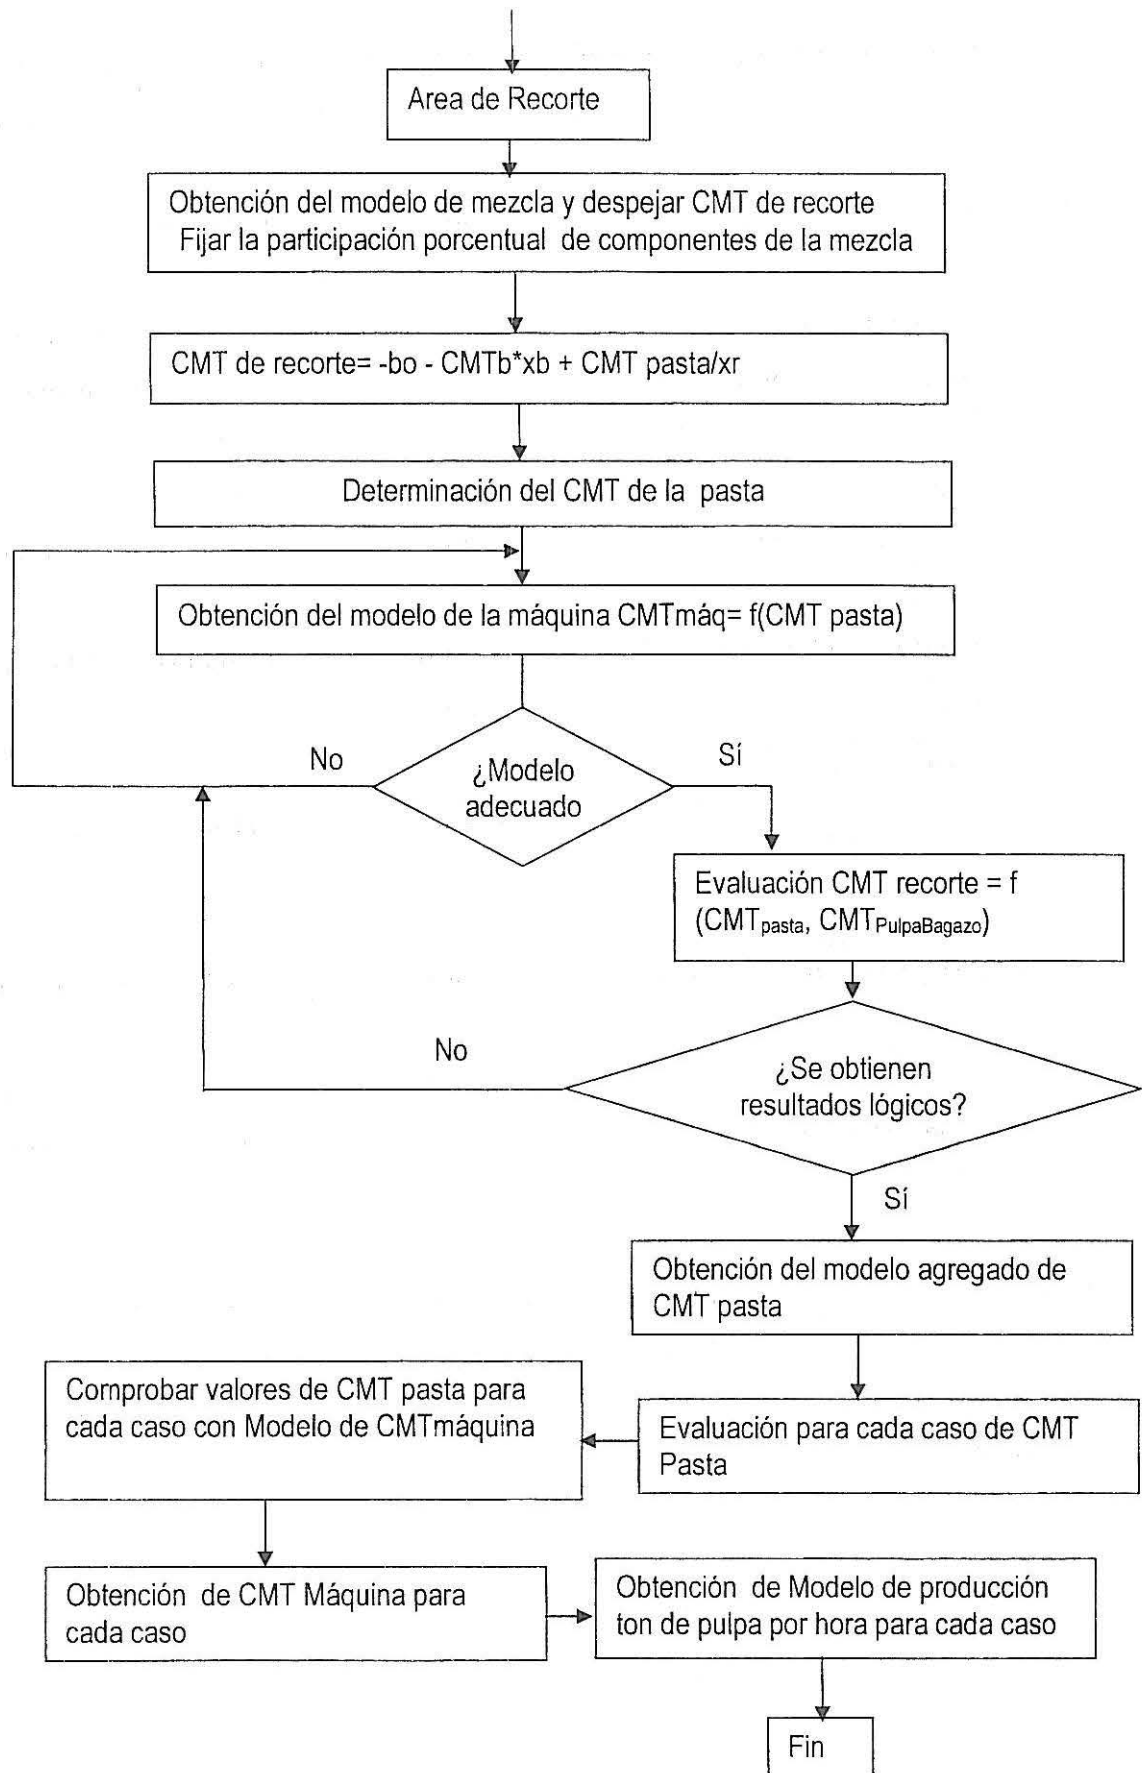 Area de Recorte
Obtención del modelo de mezcla y despejar CMT de recorte
Fijar la participación porcentual de componentes de la mezcla
CMT de recorte= -bo - CMTb*xb + CMT pasta/xr
Determinación del CMT de la pasta
Obtención del modelo de la máquina CMTmáq= f(CMT pasta)
No
Sí
¿Modelo
adecuado
Evaluación CMT recorte = f
(CMTpasta, CMTPulpaBagazo)
No
¿Se obtienen
resultados lógicos?
Sí
Obtención del modelo agregado de
CMT pasta
Comprobar valores de CMT pasta para
cada caso con Modelo de CMTmáquina
Evaluación para cada caso de CMT
Pasta
Obtención de CMT Máquina para
cada caso
Obtención de Modelo de producción
ton de pulpa por hora para cada caso
Fin